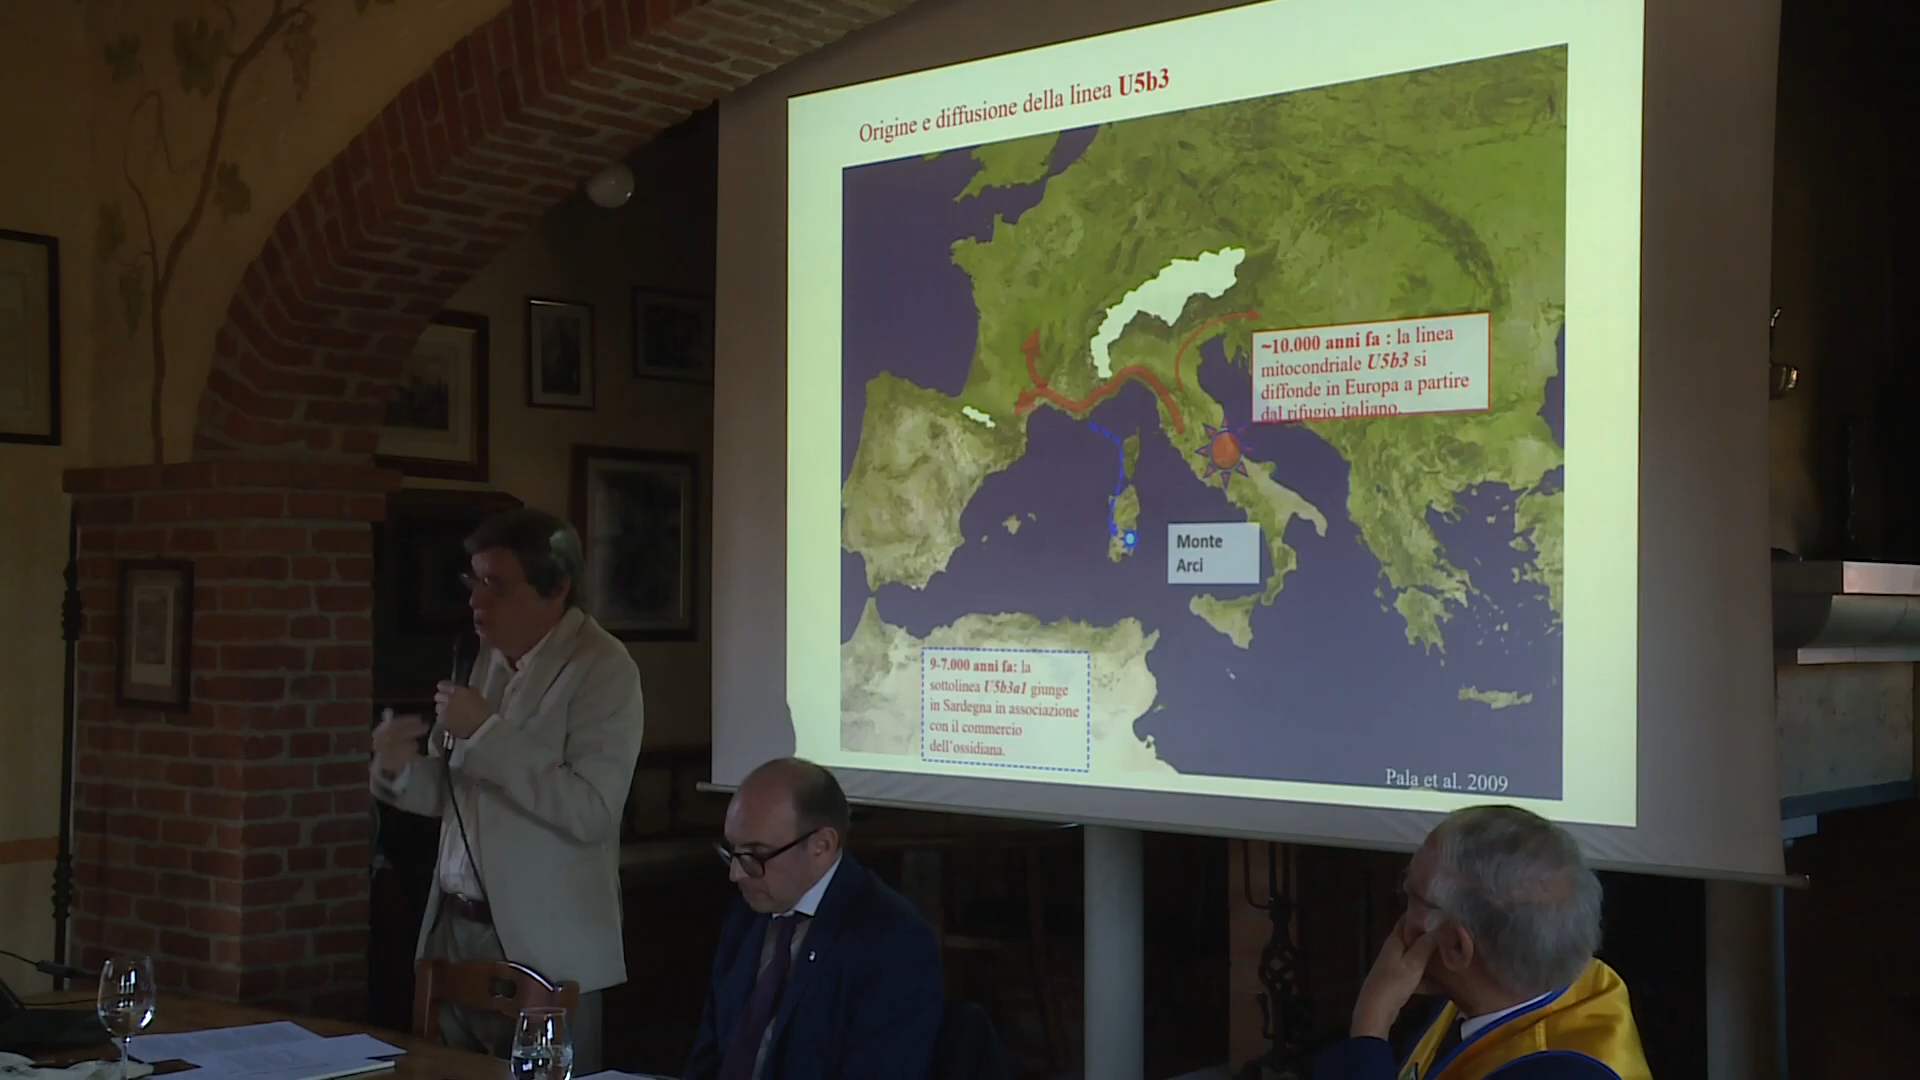 Origine e diffusione della linea U5b3
~10.000 anni fa : la linea
mitocondriale U5b3 si
diffonde in Europa a partire
dal rifugio italiano.
Monte
Arci
9-7.000 anni fa: la
sottolinea U5b3a1 giunge
in Sardegna in associazione
con il commercio
dell'ossidiana.
Pala et al. 2009